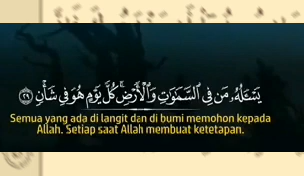 يَسْـَٔلُهُۥ مَن فِى ٱلسَّمَـٰوَٰتِ وَٱلْأَرْضِ ۚ كُلَّ يَوْمٍ هُوَ فِى شَأْنٍ ٢٩
Semua yang ada di langit dan di bumi memohon kepada
Allah. Setiap saat Allah membuat ketetapan.